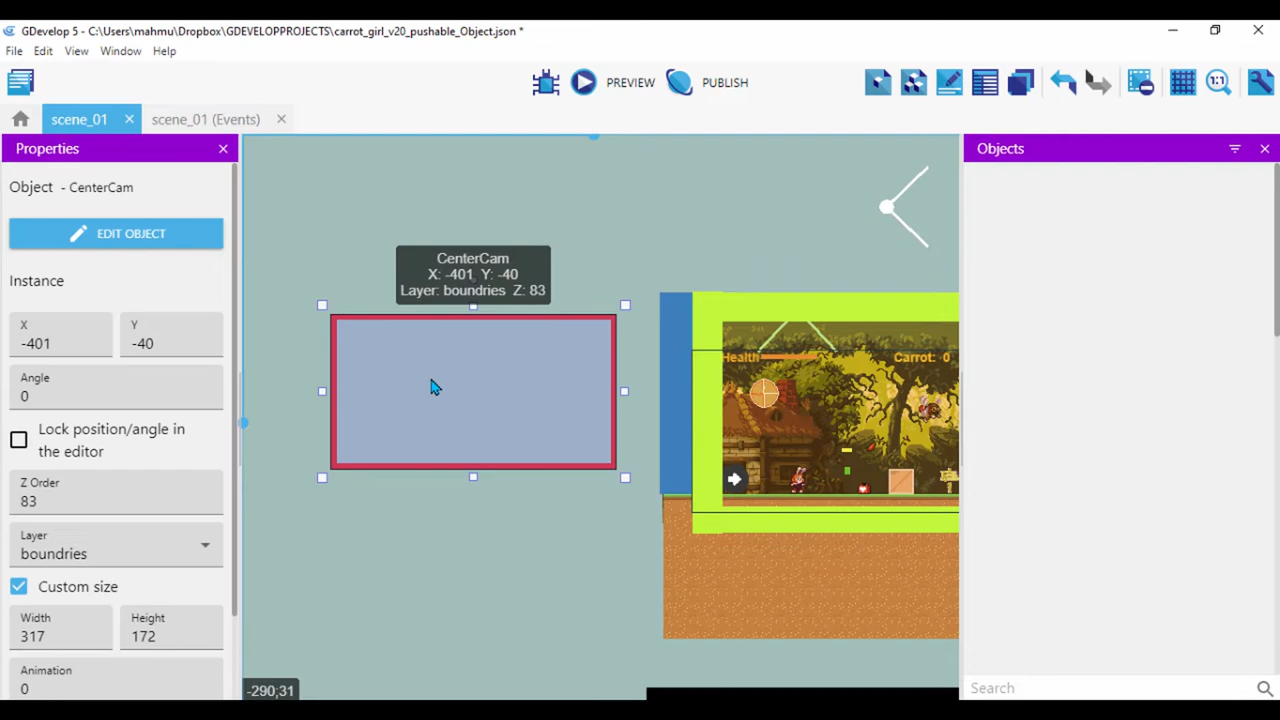 GDevelop 5 - C:\Users\mahmu\Dropbox\GDEVELOPPROJECTS\carrot_girl_v20_pushable_Object.json *
File Edit View Window Help
PREVIEW PUBLISH
1:1
scene_01 scene_01 (Events)
Properties
Objects
Object - CenterCam
EDIT OBJECT
Instance
X
-401
Y
-40
Angle
0
Lock position/angle in
the editor
Z Order
83
Layer
boundries
Custom size
Width
317
Height
172
Animation
0
CenterCam
X: -401 Y: -40
Layer: boundries Z: 83
Health
Carrot: 0
-290;31
Search